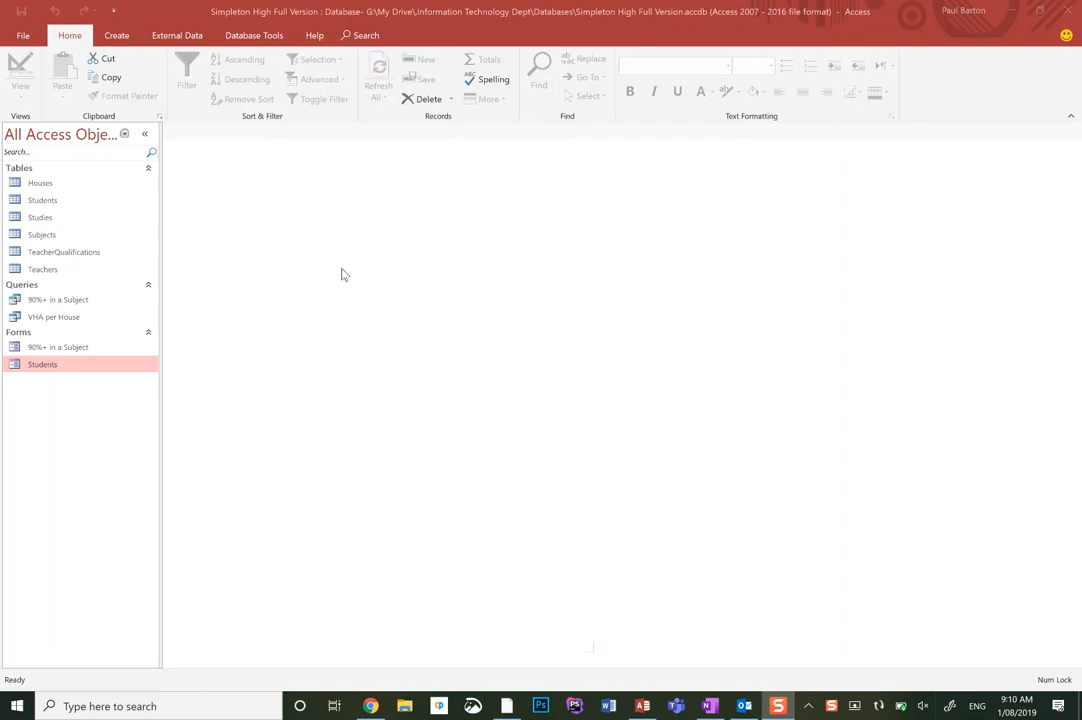 Simpleton High Full Version : Database- G:\My Drive\.Information Technology Dept\Databases\Simpleton High Full Version.accdb (Access 2007 - 2016 file format) - Access
Paul Barton
File Home Create External Data Database Tools Help Search
View
Views
Paste
Cut
Copy
Format Painter
Clipboard
Filter
Ascending
Descending
Remove Sort
Selection
Advanced
Toggle Filter
Sort & Filter
Refresh
All
New
Save
Delete
Totals
Spelling
More
Records
Find
Replace
Go To
Select
Find
B I U A
Text Formatting
All Access Obje...
Search...
Tables
Houses
Students
Studies
Subjects
TeacherQualifications
Teachers
Queries
90%+ in a Subject
VHA per House
Forms
90%+ in a Subject
Students
Ready
Num Lock
Type here to search
ENG
9:10 AM
1/08/2019